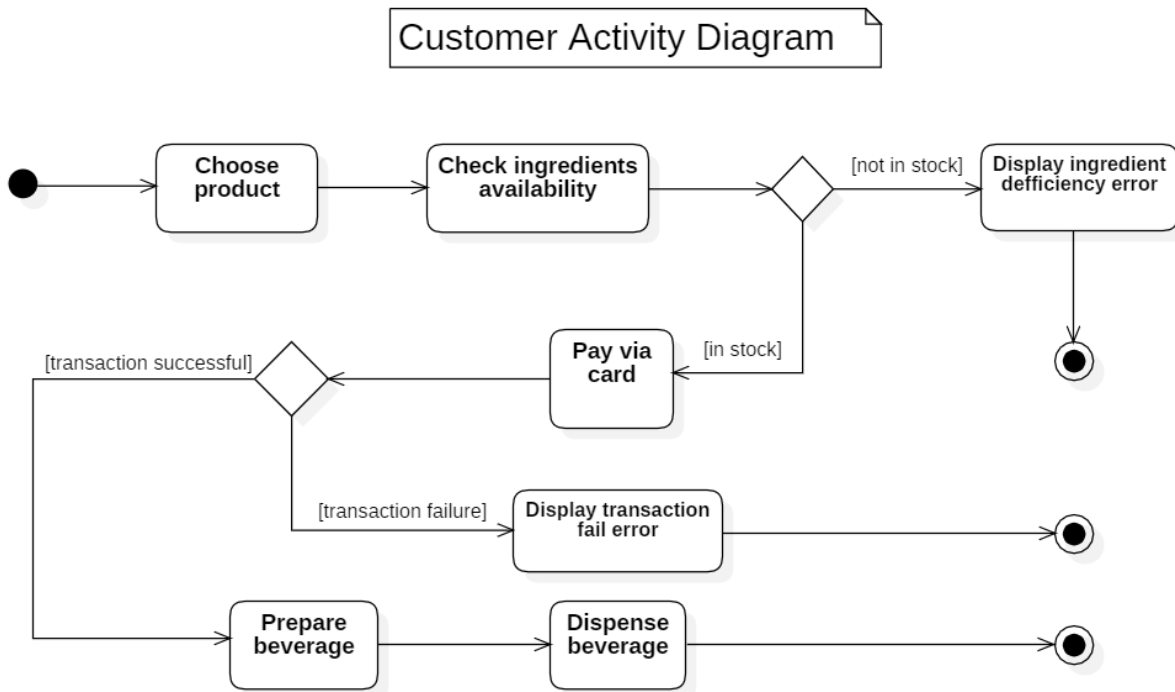 Customer Activity Diagram
Choose
product
Check ingredients
availability
[not in stock]
Display ingredient
defficiency error
[in stock]
Pay via
card
[transaction successful]
[transaction failure]
Display transaction
fail error
Prepare
beverage
Dispense
beverage